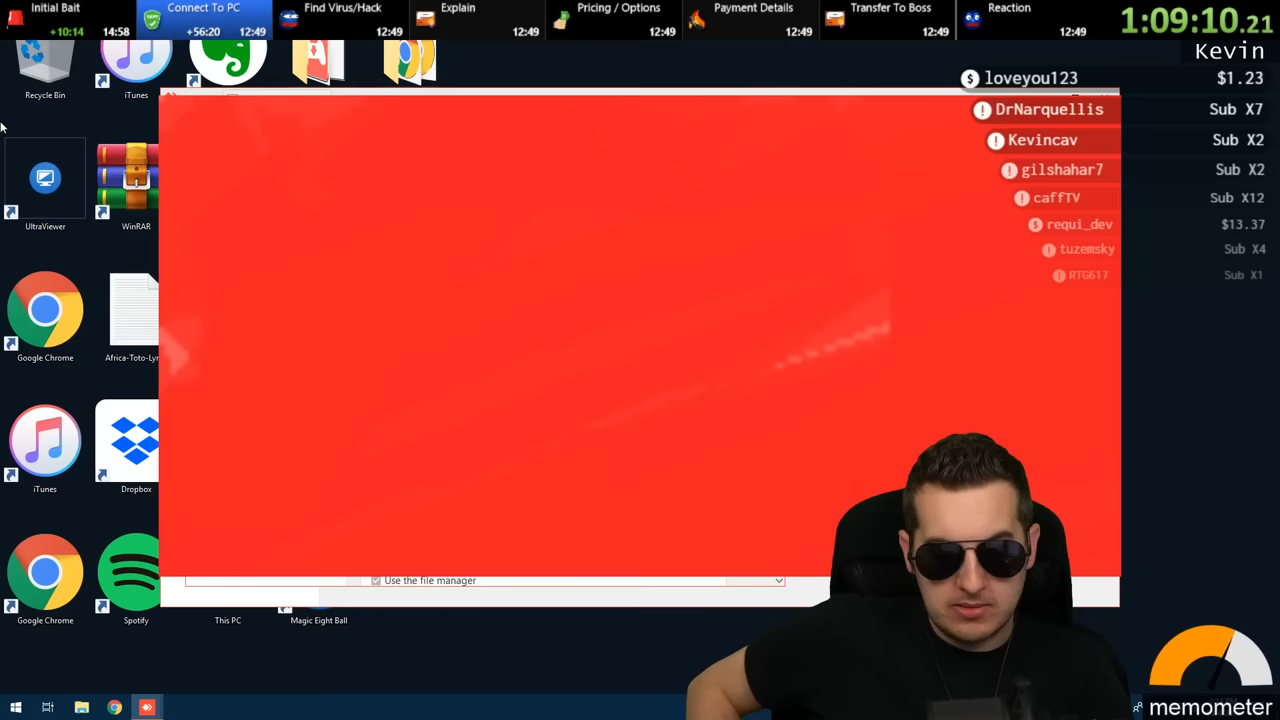 Initial Bait
+10:14 14:58
Connect To PC
+56:20 12:49
Find Virus/Hack
12:49
Explain
12:49
Pricing / Options
12:49
Payment Details
12:49
Transfer To Boss
12:49
Reaction
12:49
1:09:10.21
Kevin
loveyou123 $1.23
DrNarquellis Sub X7
Kevincav Sub X2
gilshahar7 Sub X2
caffTV Sub X12
requi_dev $13.37
tuzemsky Sub X4
RTG617 Sub X1
Recycle Bin
iTunes
UltraViewer
WinRAR
Google Chrome
Africa-Toto-Lyr
iTunes
Dropbox
Use the file manager
Google Chrome
Spotify
This PC
Magic Eight Ball
memometer